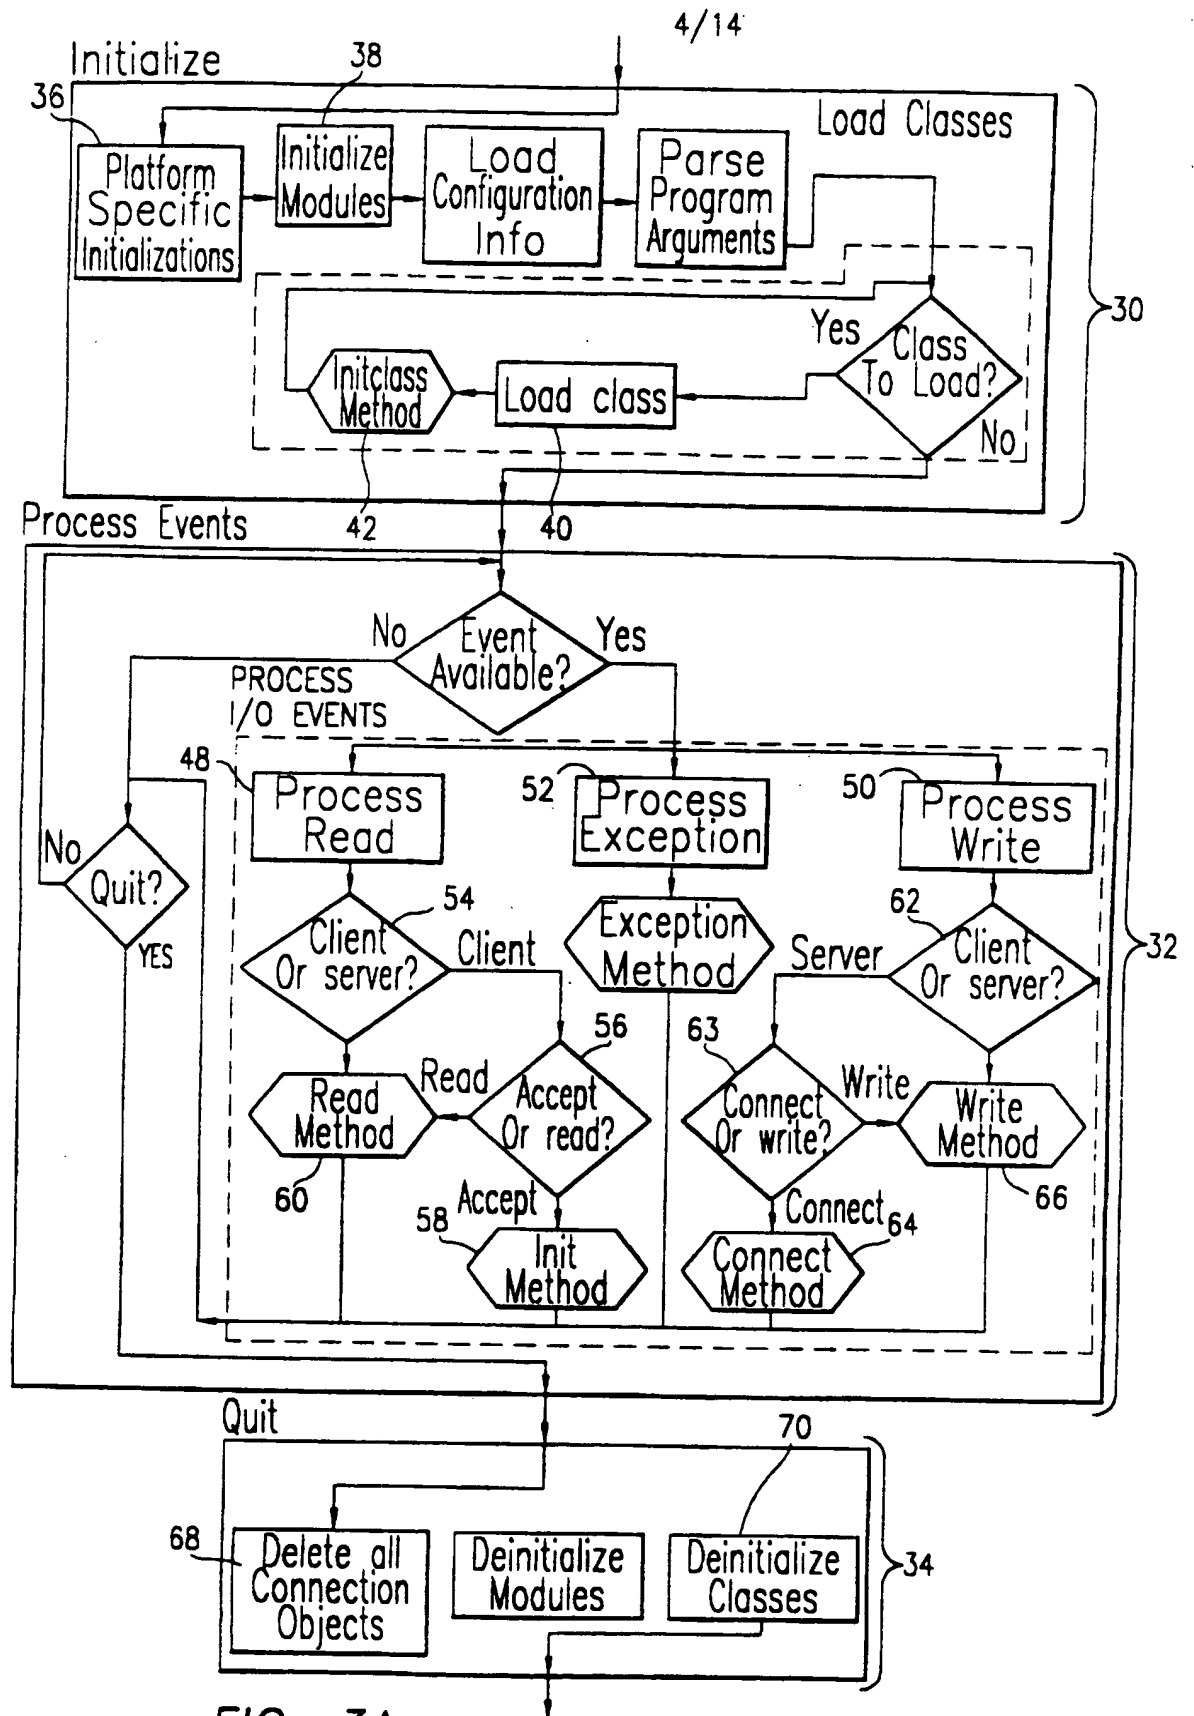 4/14
Initialize
38
36
Load Classes
Platform
Specific
Initializations
Initialize
Modules
Load
Configuration
Info
Parse
Program
Arguments
30
Yes
Class
To Load?
Initclass
Method
Load class
No
42
40
Process Events
No
Event
Available?
Yes
PROCESS
/O EVENTS
48
Process
Read
52
Process
Exception
50
Process
Write
No
Quit?
YES
54
Client
Or server?
Client
Exception
Method
62
Server
Client
Or server?
32
56
63
Read
Method
Read
Accept
Or read?
Connect
Or write?
Write
Write
Method
60
Accept
66
58
Init
Method
Connect
64
Connect
Method
Quit
70
68
Delete all
Connection
Objects
Deinitialize
Modules
Deinitialize
Classes
34